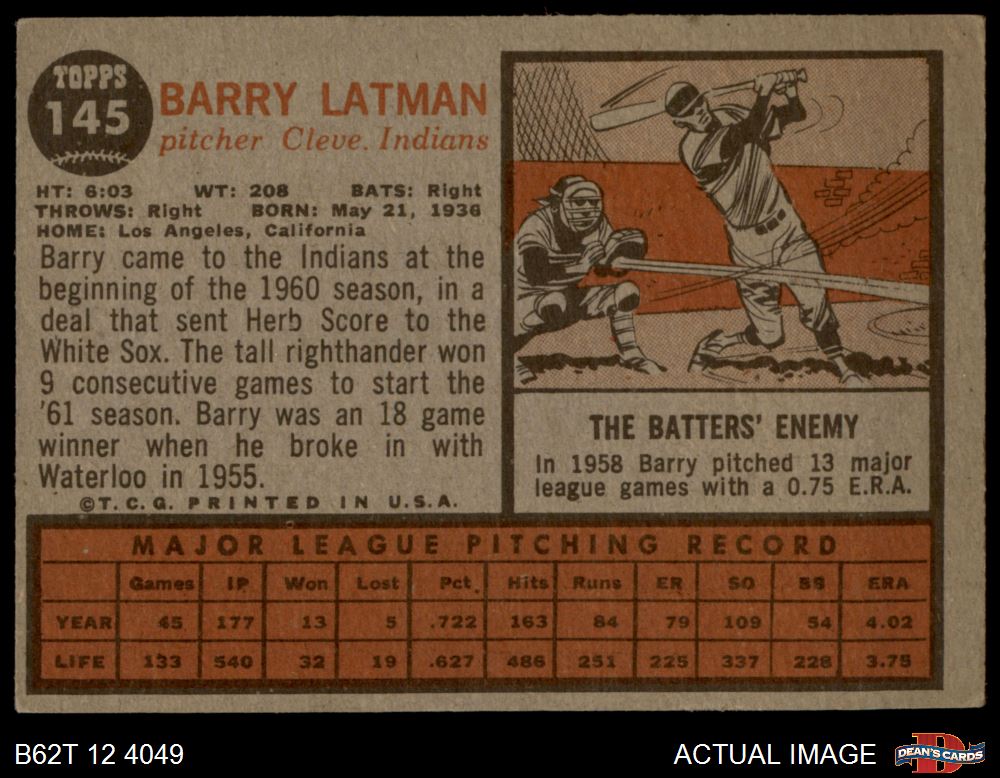 TOPPS
145
BARRY LATMAN
pitcher Cleve. Indians
HT: 6:03 WT: 208 BATS: Right
THROWS: Right BORN: May 21, 1936
HOME: Los Angeles, California
Barry came to the Indians at the
beginning of the 1960 season, in a
deal that sent Herb Score to the
White Sox. The tall righthander won
9 consecutive games to start the
'61 season. Barry was an 18 game
winner when he broke in with
Waterloo in 1955.
©T.C.G. PRINTED IN U.S.A.
THE BATTERS' ENEMY
In 1958 Barry pitched 13 major
league games with a 0.75 E.R.A.
MAJOR LEAGUE PITCHING RECORD
Games IP Won Lost Pct. Hits Runs ER SO BB ERA
YEAR 45 177 13 5 .722 163 84 79 109 54 4.02
LIFE 133 540 32 19 .627 486 251 225 337 228 3.75
B62T 12 4049
ACTUAL IMAGE
DEAN'S CARDS